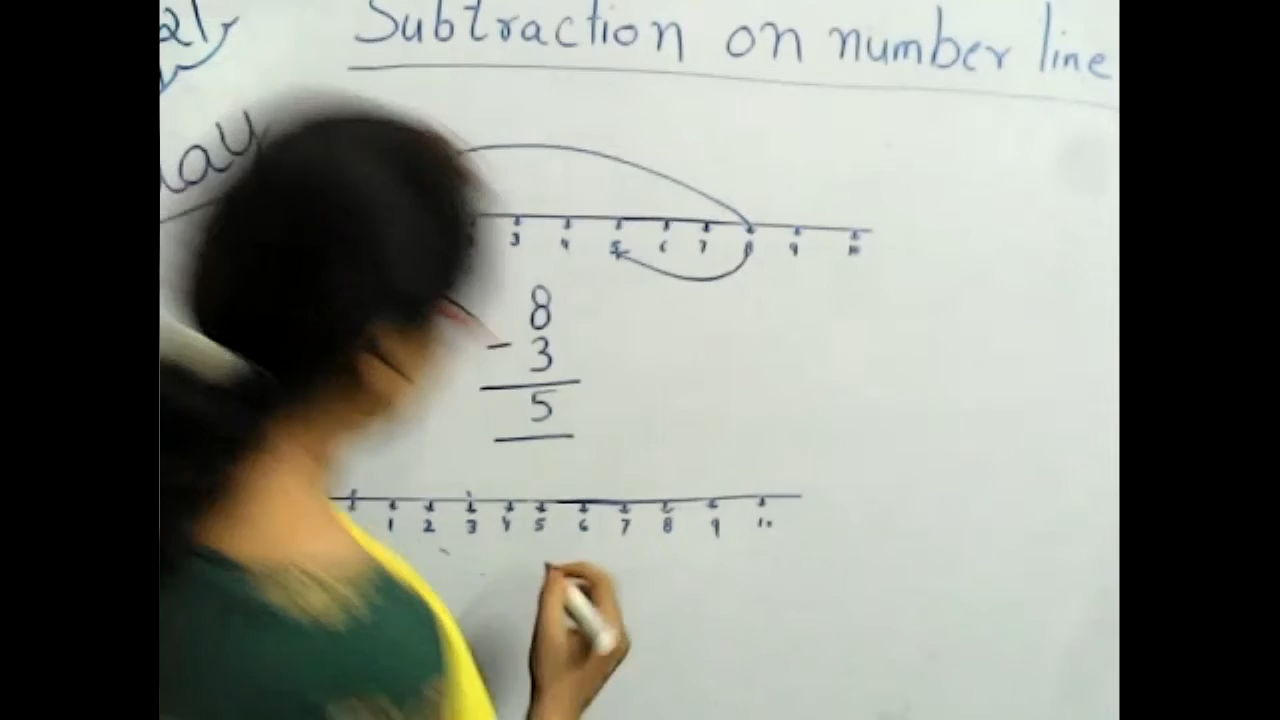 Subtraction on number line
3 4 5 6 7 8 9 10
8
- 3
5
1 2 3 4 5 6 7 8 9 10